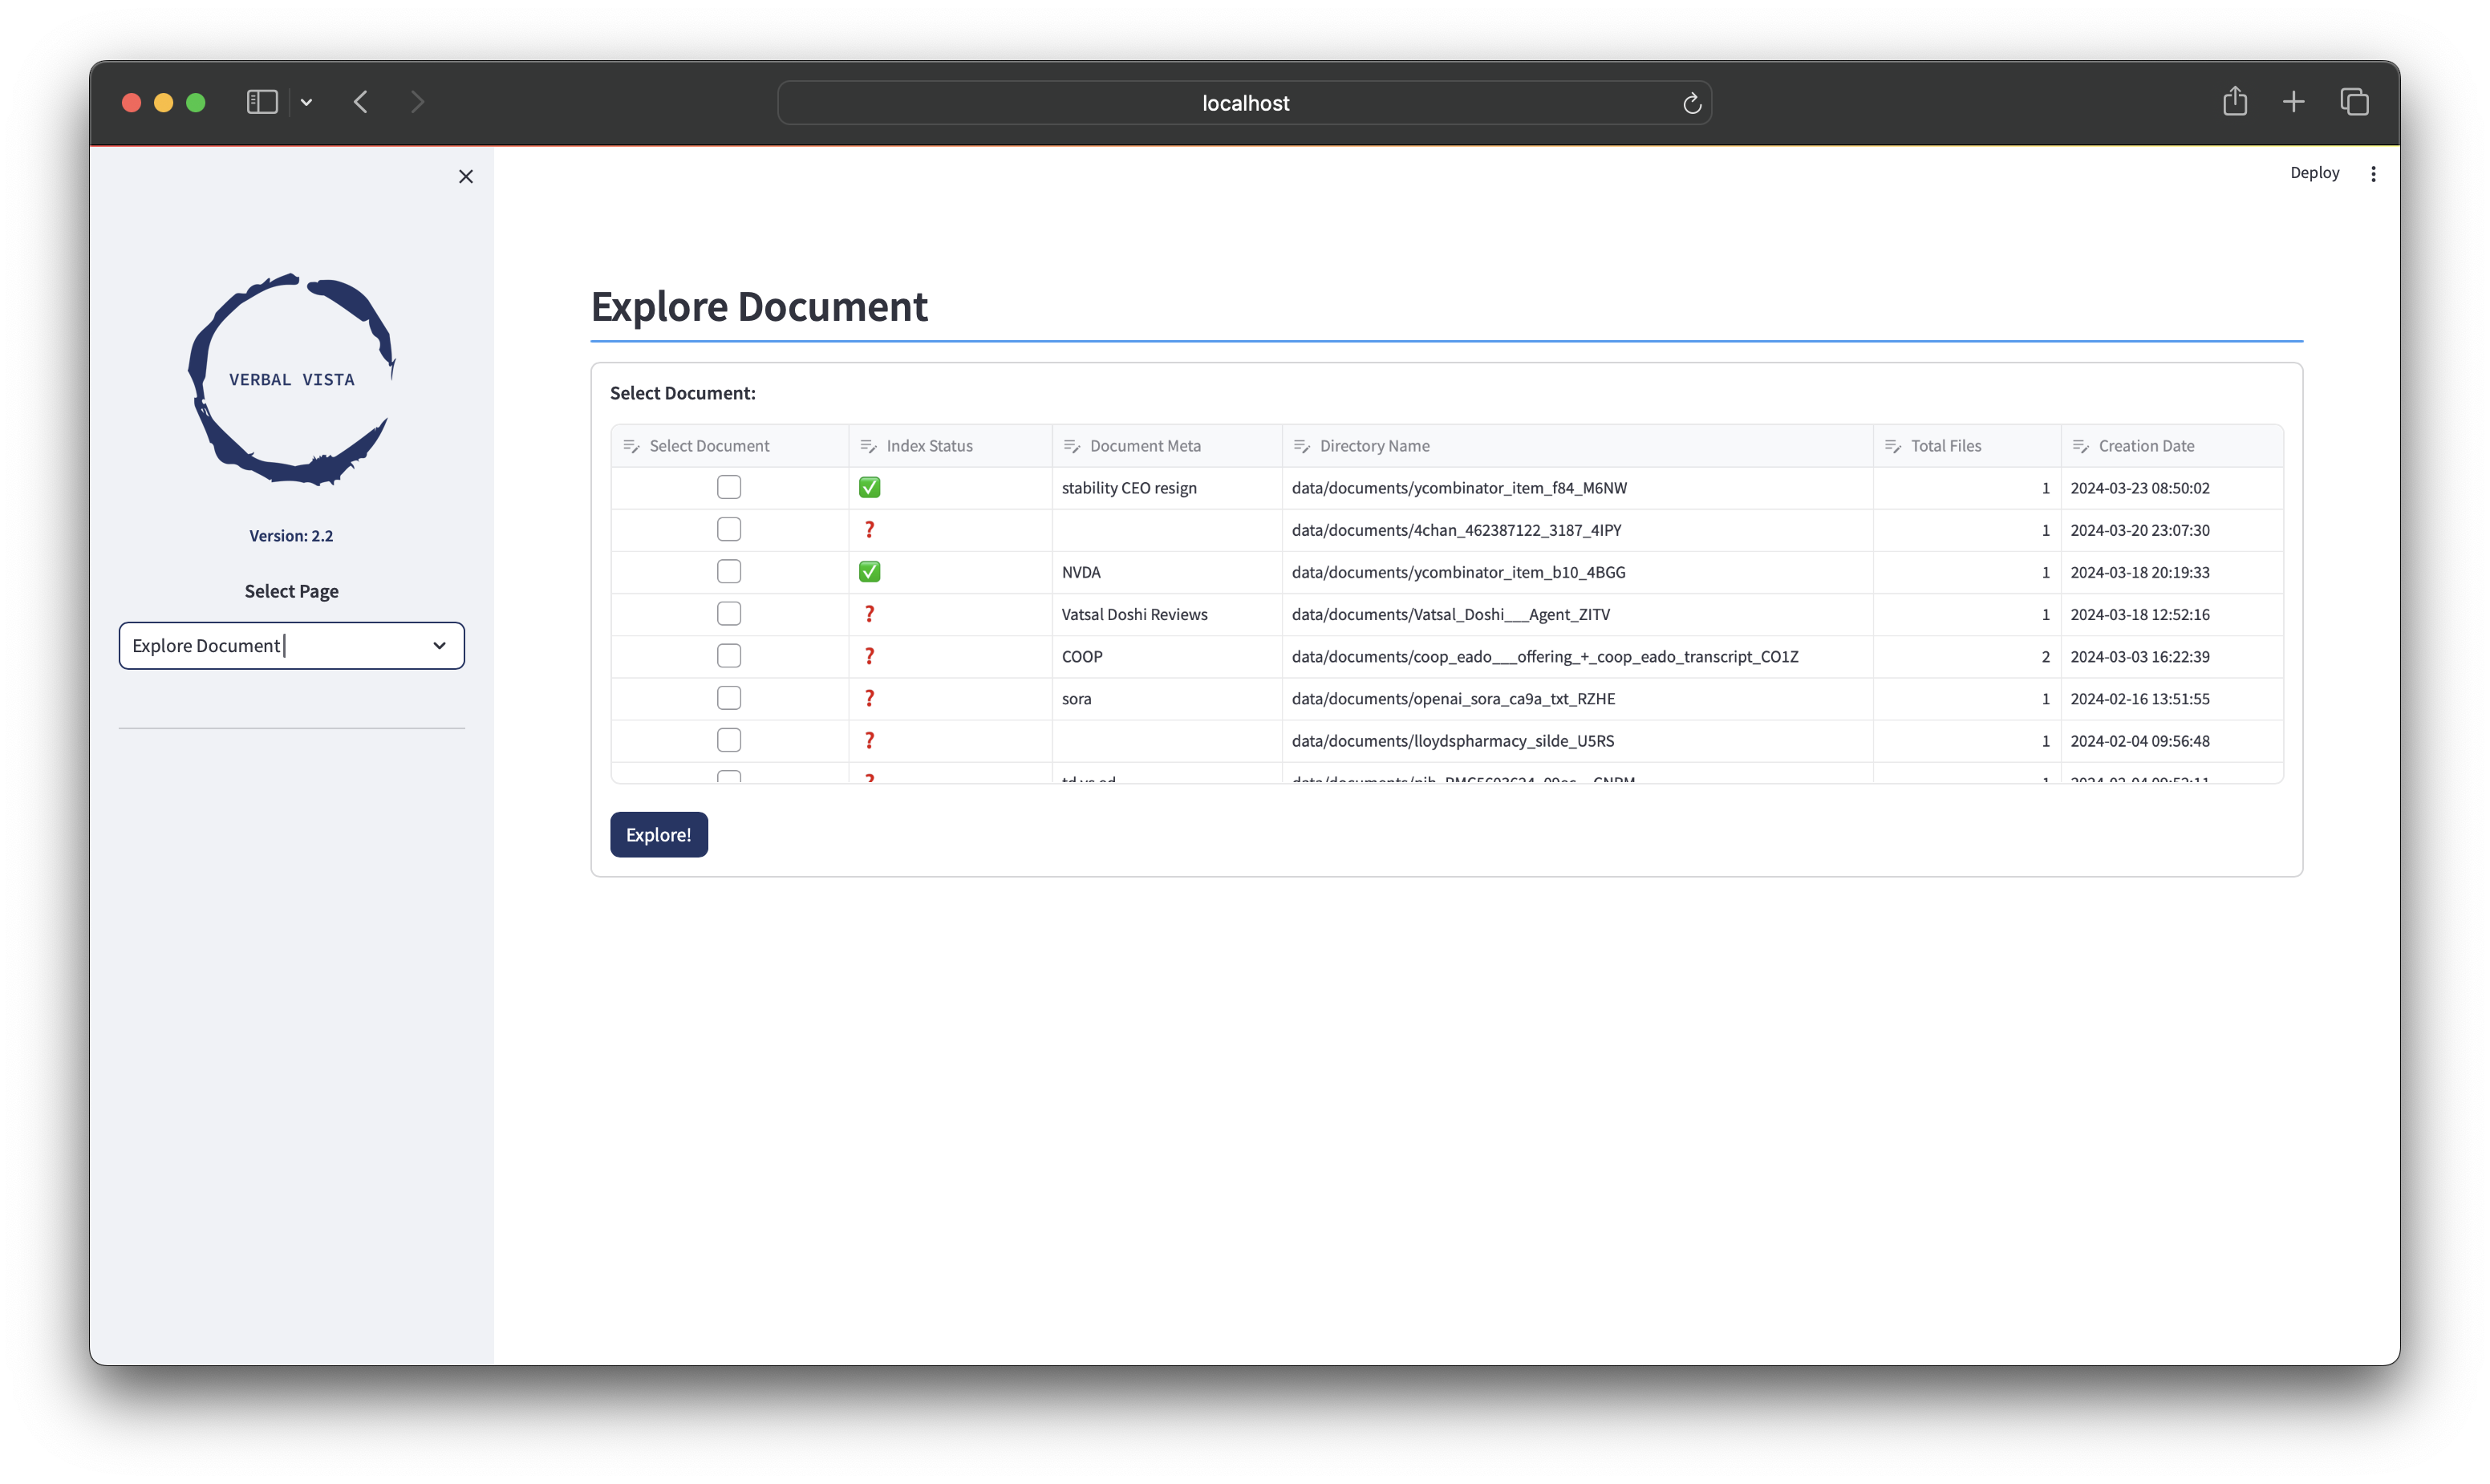 localhost
Deploy
VERBAL VISTA
Version: 2.2
Select Page
Explore Document
Explore Document
Select Document:
Select Document Index Status Document Meta Directory Name Total Files Creation Date
✅ stability CEO resign data/documents/ycombinator_item_f84_M6NW 1 2024-03-23 08:50:02
❓ data/documents/4chan_462387122_3187_4IPY 1 2024-03-20 23:07:30
✅ NVDA data/documents/ycombinator_item_b10_4BGG 1 2024-03-18 20:19:33
❓ Vatsal Doshi Reviews data/documents/Vatsal_Doshi___Agent_ZITV 1 2024-03-18 12:52:16
❓ COOP data/documents/coop_eado___offering_+_coop_eado_transcript_CO1Z 2 2024-03-03 16:22:39
❓ sora data/documents/openai_sora_ca9a_txt_RZHE 1 2024-02-16 13:51:55
❓ data/documents/lloydspharmacy_silde_U5RS 1 2024-02-04 09:56:48
Explore!